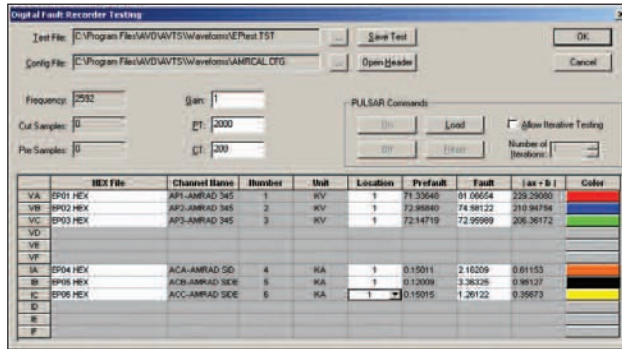 Digital Fault Recorder Testing
Test File: C:\Program Files\AVO\AVTS\Waveforms\EPtest.TST ... Save Test OK
Config File: C:\Program Files\AVO\AVTS\Waveforms\AMRCAL.CFG ... Open Header Cancel
Frequency: 2592 Gain: 1 PULSAR Commands
Cut Samples: 0 PT: 2000 On Load Allow Iterative Testing
Pre Samples: 0 CT: 200 Off Number of Iterations:
HEX File Channel Name Number Unit Location Prefault Fault | ax + b | Color
VA EP01.HEX AP1-AMRAD 345 1 KV 1 71.33640 81.08654 229.29080
VB EP02.HEX AP2-AMRAD 345 2 KV 1 72.95840 74.58122 210.94754
VC EP03.HEX AP3-AMRAD 345 3 KV 1 72.14719 72.95989 206.36172
VD
VE
VF
IA EP04.HEX ACA-AMRAD SID 4 KA 1 0.15011 2.16209 0.61153
IB EP05.HEX ACB-AMRAD SIDE 5 KA 1 0.12009 3.36325 0.95127
IC EP06.HEX ACC-AMRAD SIDE 6 KA 1 0.15015 1.26122 0.35673
ID
IE
IF